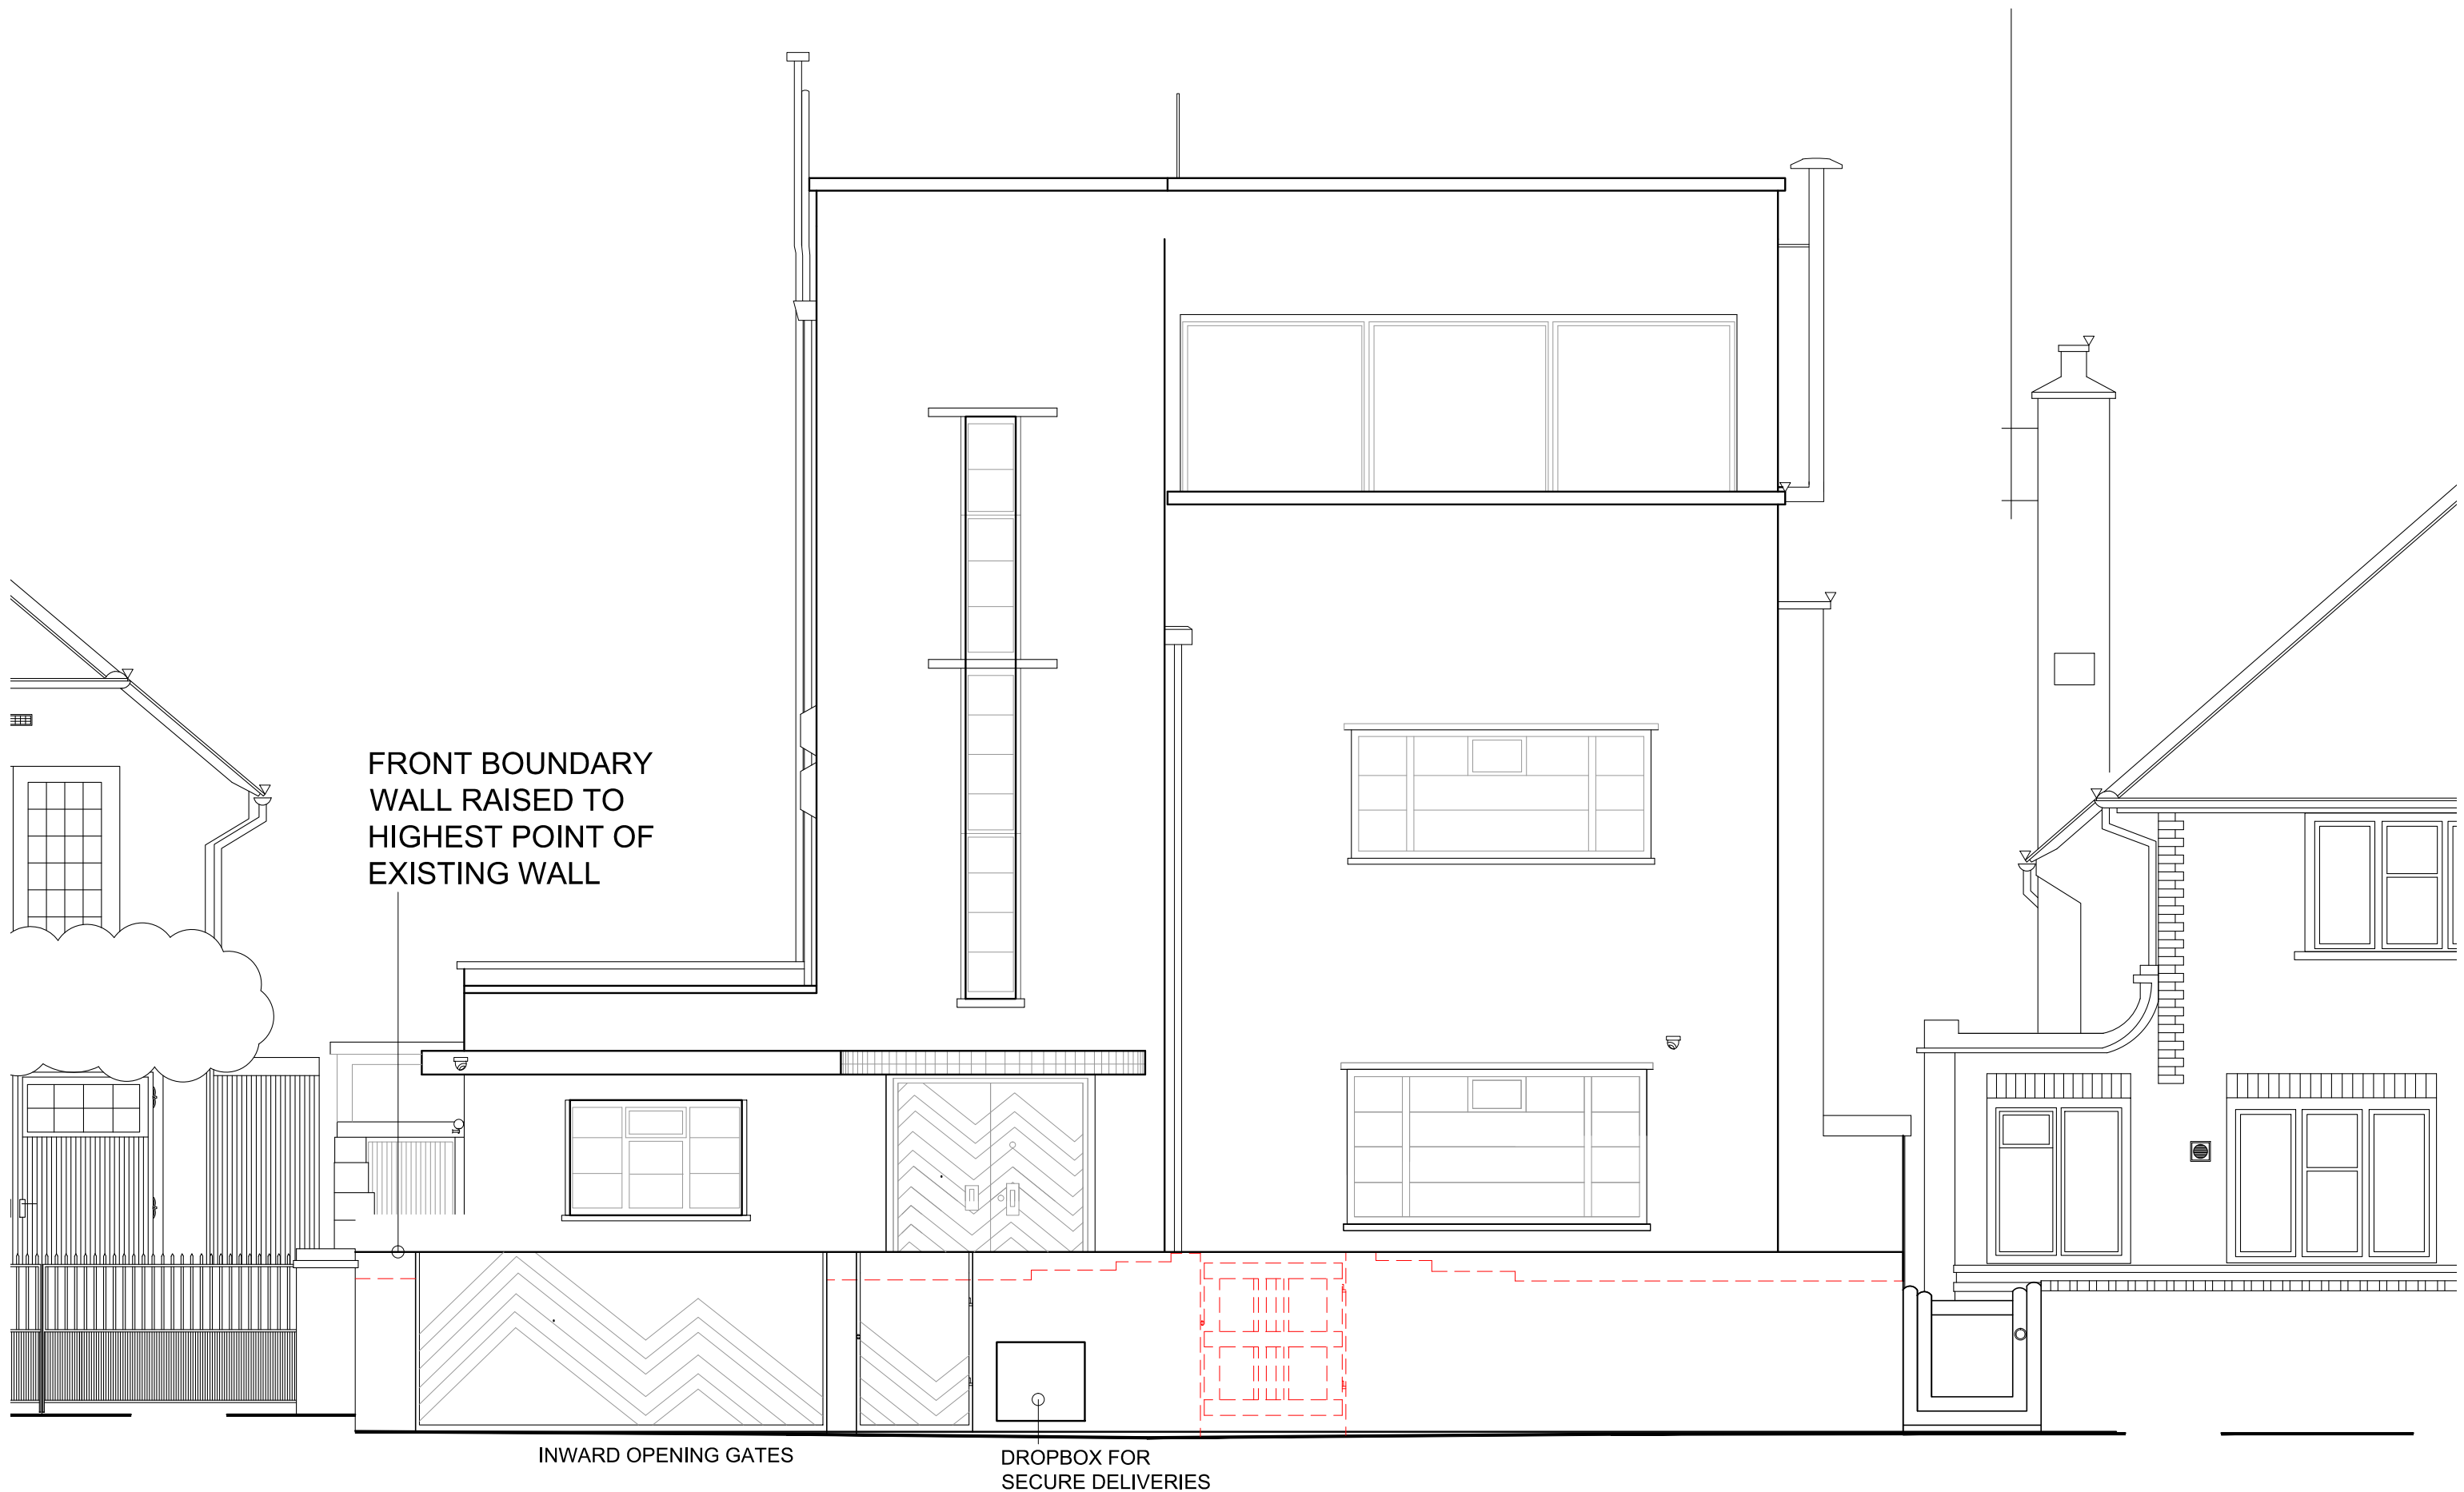 FRONT BOUNDARY
WALL RAISED TO
HIGHEST POINT OF
EXISTING WALL
INWARD OPENING GATES
DROPBOX FOR
SECURE DELIVERIES